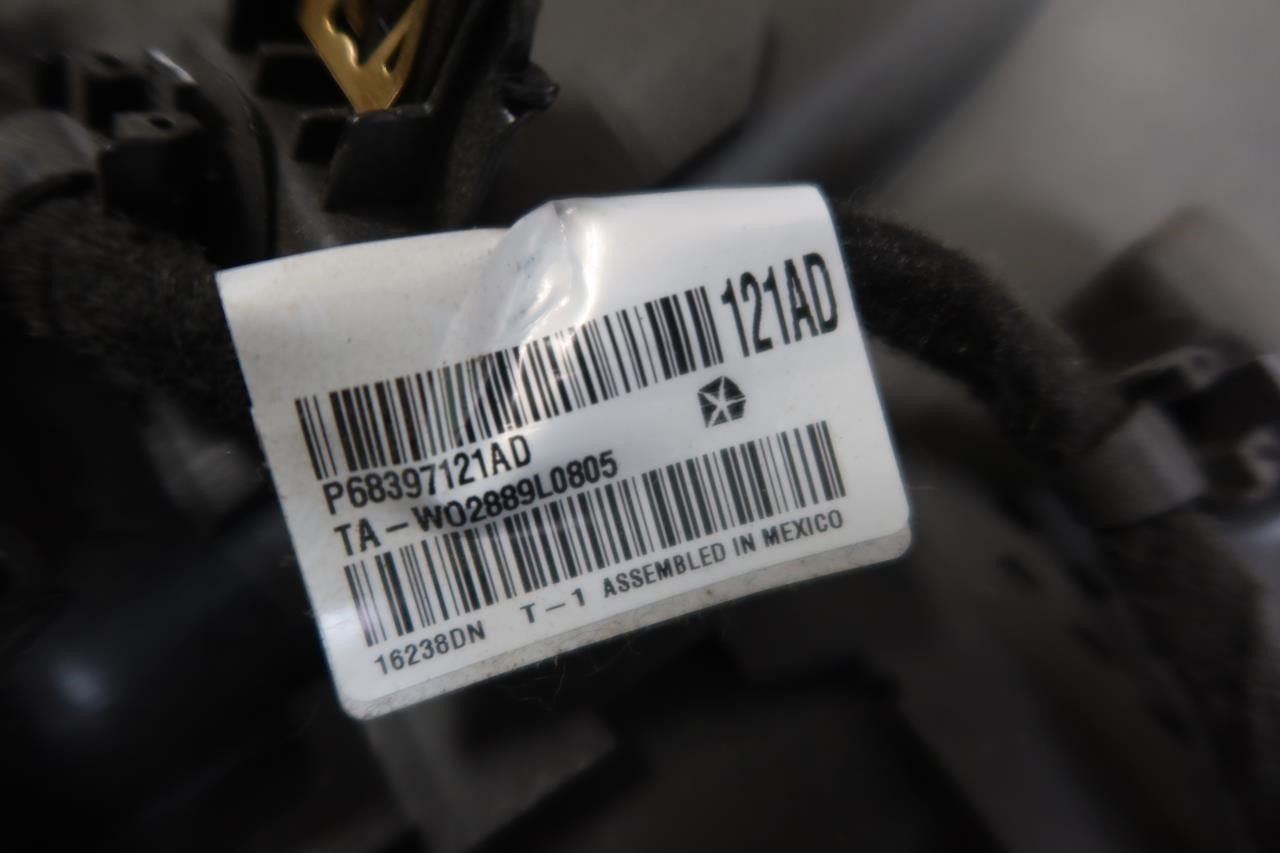 121AD
P68397121AD
TA-W02889L0805
16238DN T-1 ASSEMBLED IN MEXICO